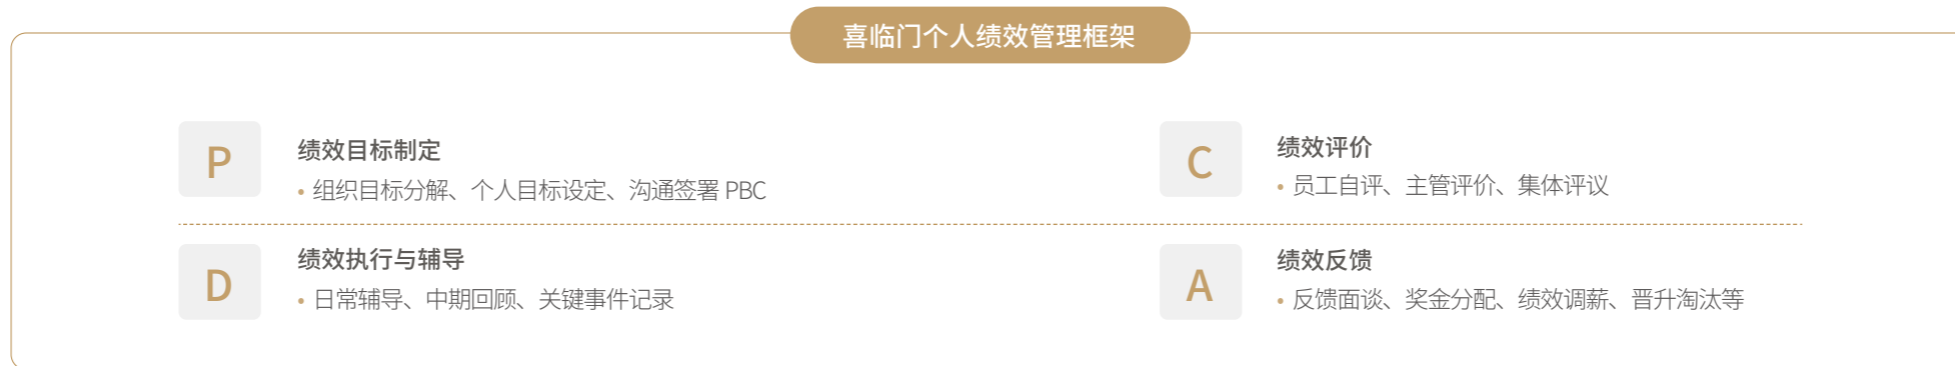 喜临门个人绩效管理框架
P
绩效目标制定
• 组织目标分解、个人目标设定、沟通签署 PBC
D
绩效执行与辅导
• 日常辅导、中期回顾、关键事件记录
C
绩效评价
• 员工自评、主管评价、集体评议
A
绩效反馈
• 反馈面谈、奖金分配、绩效调薪、晋升淘汰等